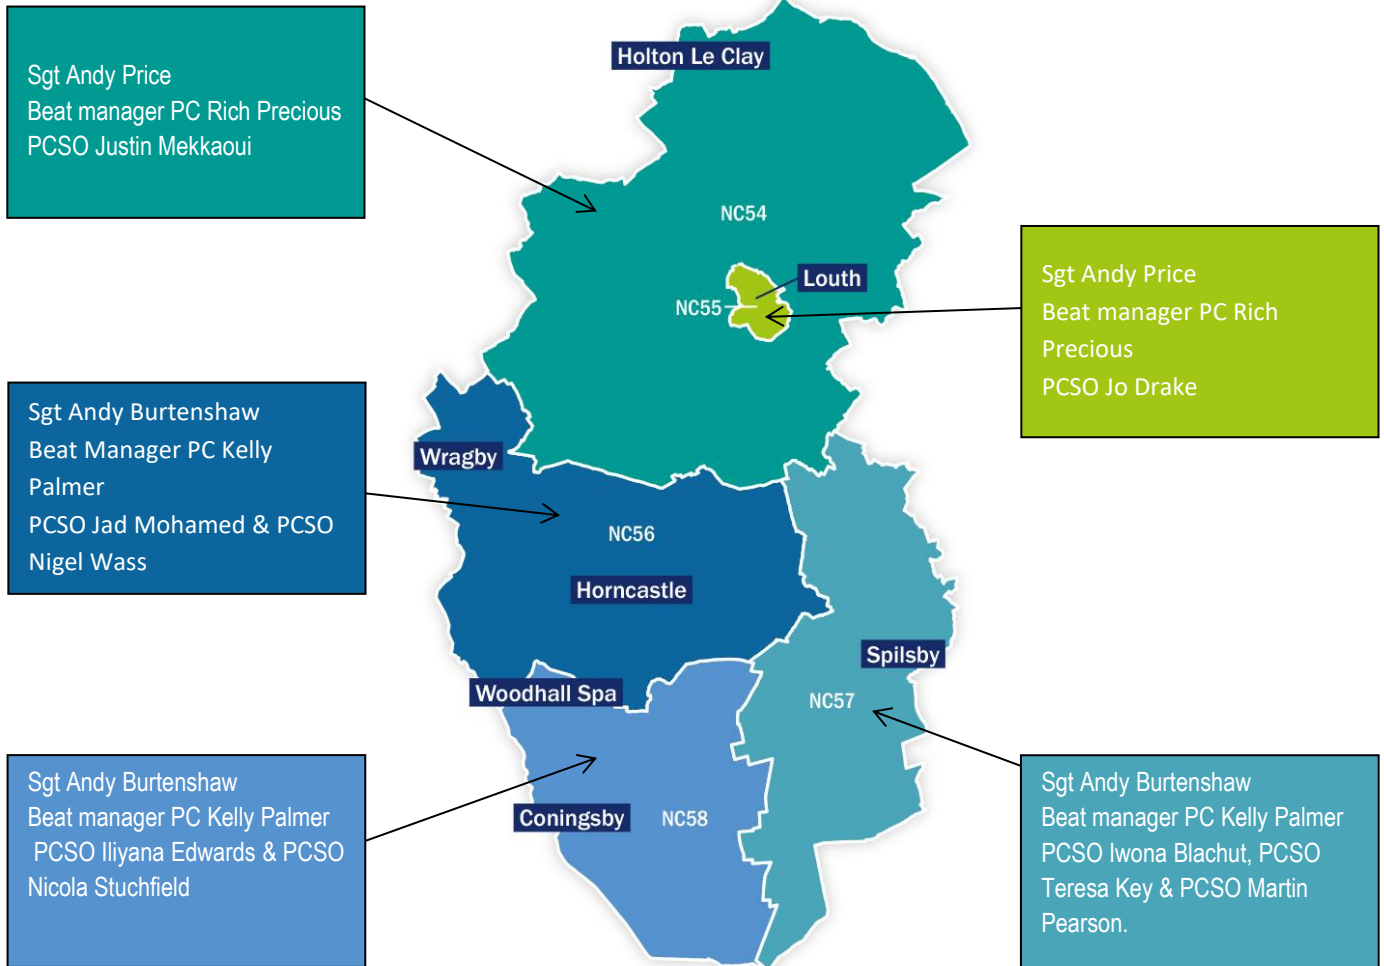 Holton Le Clay
Sgt Andy Price
Beat manager PC Rich Precious
PCSO Justin Mekkaoui
NC54
Louth
NC55
Sgt Andy Price
Beat manager PC Rich
Precious
PCSO Jo Drake
Sgt Andy Burtenshaw
Beat Manager PC Kelly
Palmer
PCSO Jad Mohamed & PCSO
Nigel Wass
Wragby
NC56
Horncastle
Spilsby
Woodhall Spa
NC57
Sgt Andy Burtenshaw
Beat manager PC Kelly Palmer
PCSO Iliyana Edwards & PCSO
Nicola Stuchfield
Coningsby
NC58
Sgt Andy Burtenshaw
Beat manager PC Kelly Palmer
PCSO Iwona Blachut, PCSO
Teresa Key & PCSO Martin
Pearson.